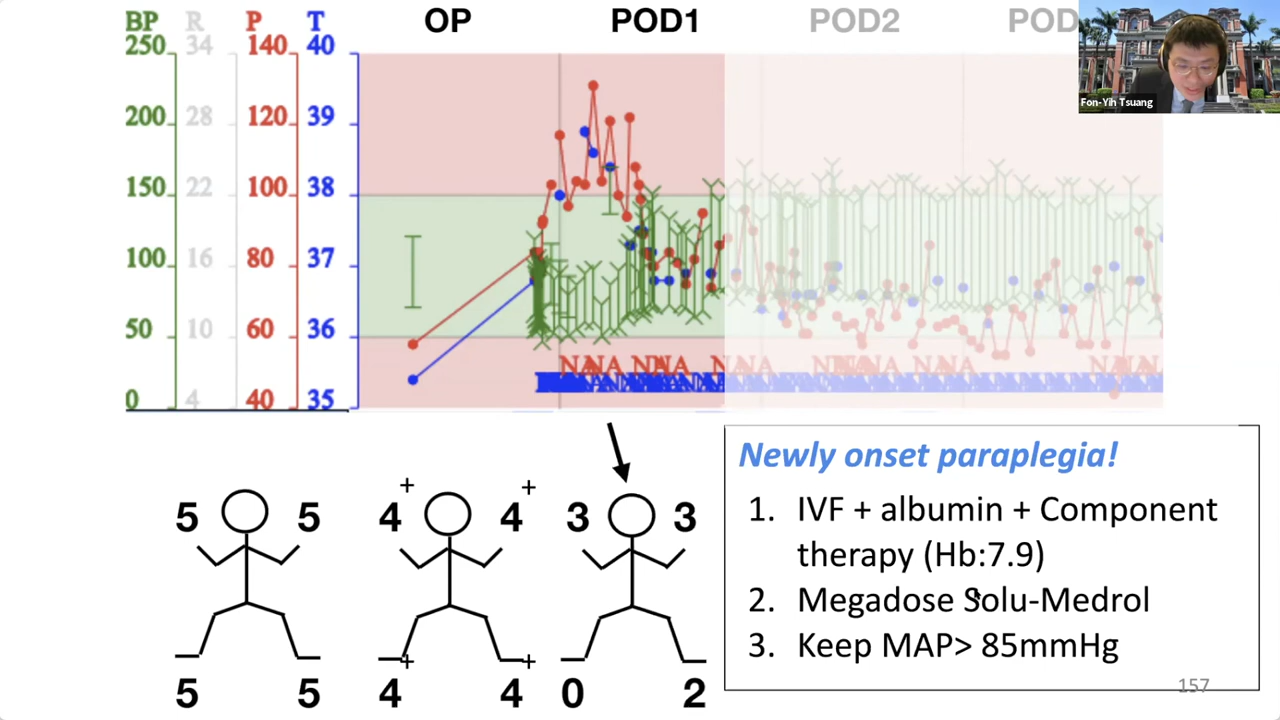 BP R P T OP POD1 POD2 POD
250 34 140 40
200 28 120 39
150 22 100 38
100 16 80 37
50 10 60 36
0 4 40 35
Fon-Yih Tsuang
5 5 4+ 4+ 3 3
5 5 4+ 4+ 0 2
Newly onset paraplegia!
1. IVF + albumin + Component
therapy (Hb:7.9)
2. Megadose Solu-Medrol
3. Keep MAP> 85mmHg
157